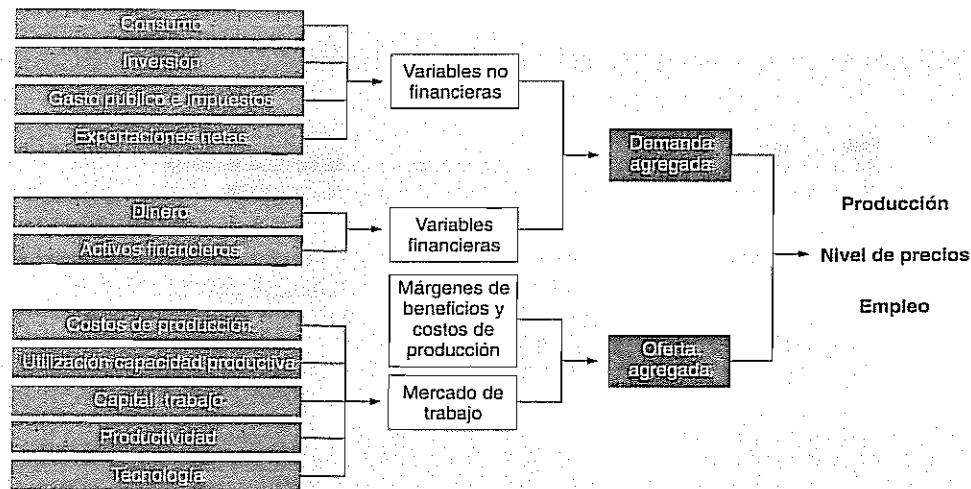 Consumo
Inversión
Gasto público e impuestos
Exportaciones netas
Variables no
financieras
Dinero
Activos financieros
Variables
financieras
Costos de producción
Utilización capacidad productiva
Capital trabajo
Productividad
Tecnología
Márgenes de
beneficios y
costos de
producción
Mercado de
trabajo
Demanda
agregada
Oferta
agregada
Producción
Nivel de precios
Empleo